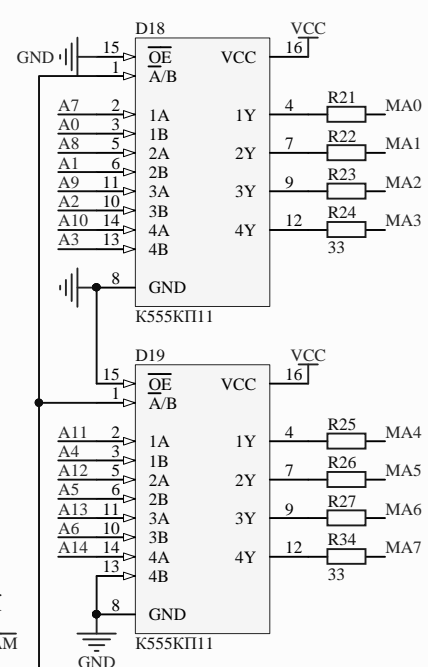 D18
VCC
GND 15 OE VCC 16
1 A/B
A7 2 1A 1Y 4 R21 MA0
A0 3 1B
A8 5 2A 2Y 7 R22 MA1
A1 6 2B
A9 11 3A 3Y 9 R23 MA2
A2 10 3B
A10 14 4A 4Y 12 R24 MA3
A3 13 4B 33
8 GND
К555КП11
D19
VCC
15 OE VCC 16
1 A/B
A11 2 1A 1Y 4 R25 MA4
A4 3 1B
A12 5 2A 2Y 7 R26 MA5
A5 6 2B
A13 11 3A 3Y 9 R27 MA6
A6 10 3B
A14 14 4A 4Y 12 R34 MA7
13 4B 33
8 GND
К555КП11
GND